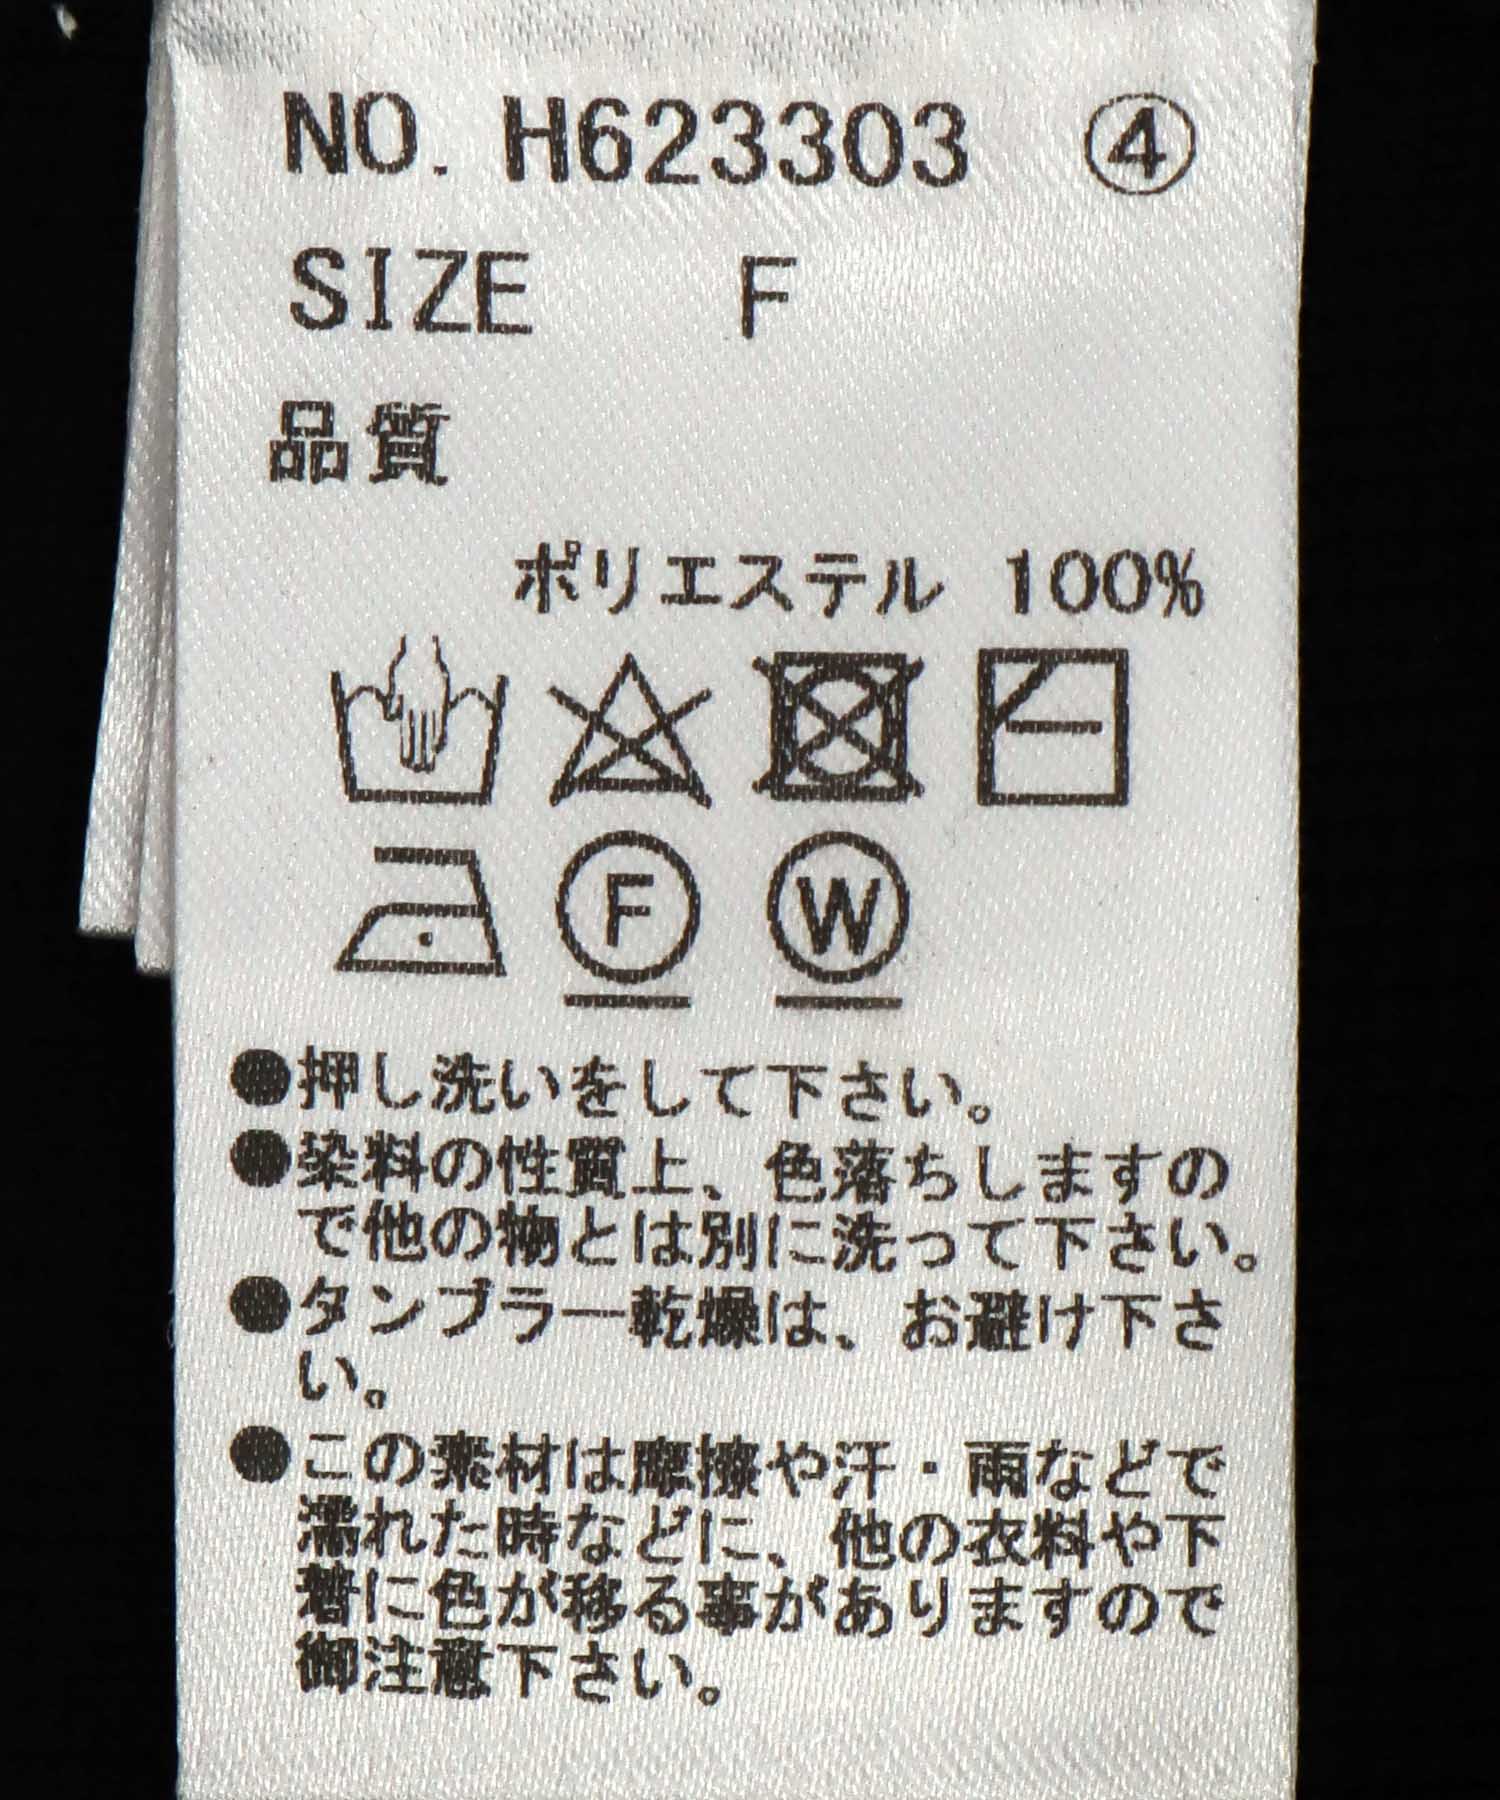 NO. H623303 ④
SIZE F
品質
ポリエステル 100%
F W
●押し洗いをして下さい。
●染料の性質上、色落ちしますの
で他の物とは別に洗って下さい。
●タンブラー乾燥は、お避け下さ
い。
●この素材は摩擦や汗・雨などで
濡れた時などに、他の衣料や下
着に色が移る事がありますので
御注意下さい。